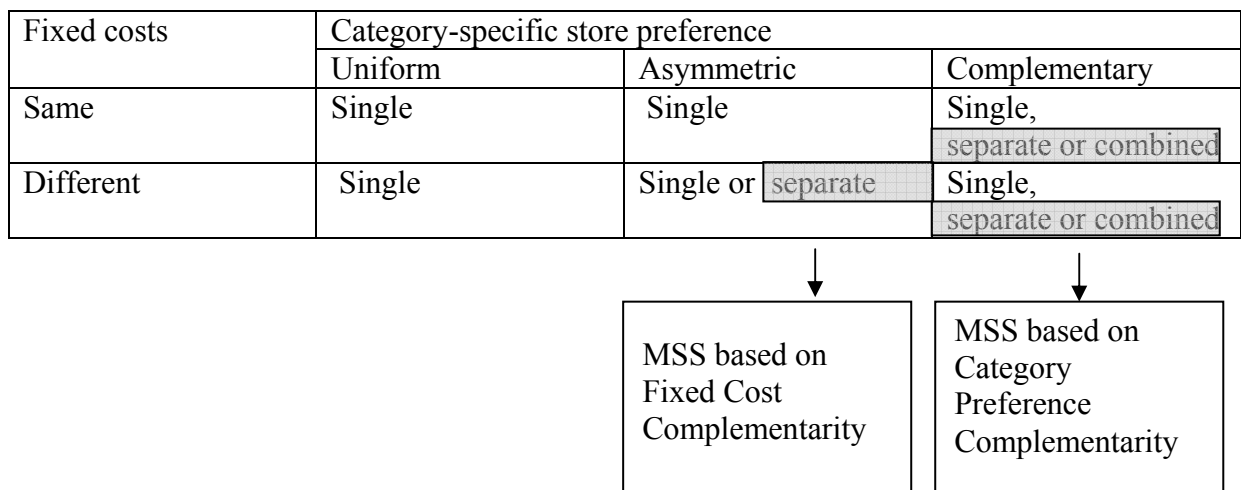 Fixed costs Category-specific store preference
Uniform Asymmetric Complementary
Same Single Single Single,
separate or combined
Different Single Single or separate Single,
separate or combined
MSS based on
Fixed Cost
Complementarity
MSS based on
Category
Preference
Complementarity